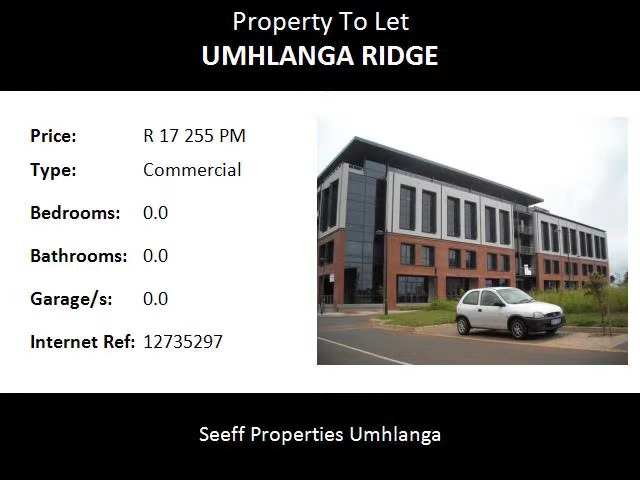 Property To Let
UMHLANGA RIDGE
Price: R 17 255 PM
Type: Commercial
Bedrooms: 0.0
Bathrooms: 0.0
Garage/s: 0.0
Internet Ref: 12735297
Seeff Properties Umhlanga